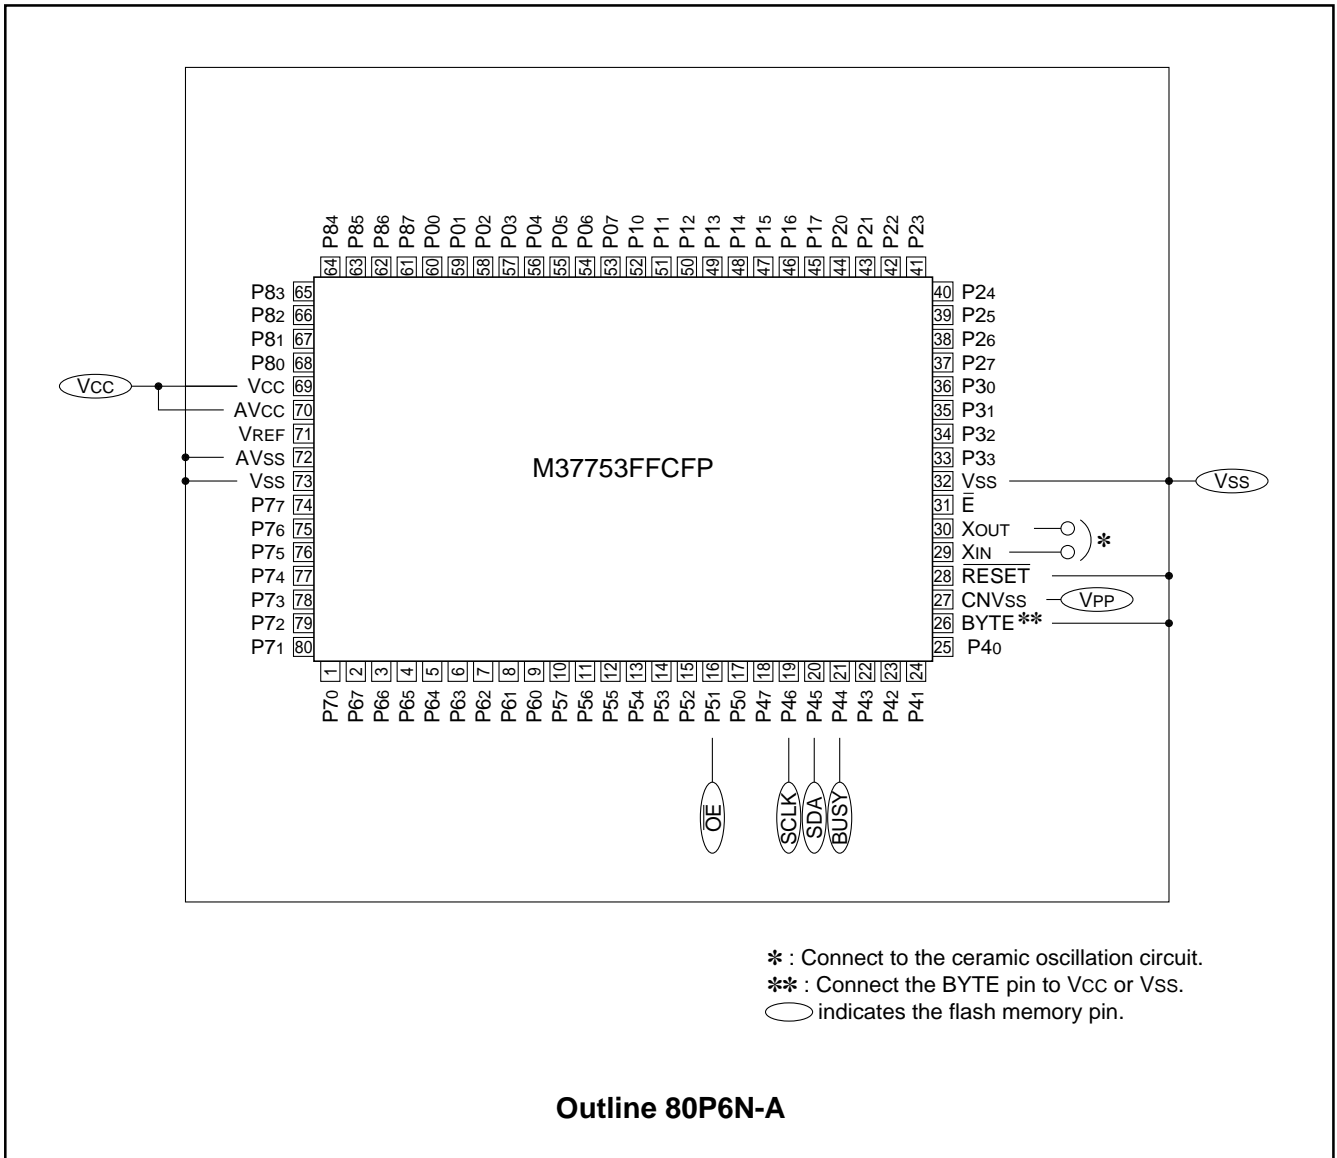 P84 P85 P86 P87 P00 P01 P02 P03 P04 P05 P06 P07 P10 P11 P12 P13 P14 P15 P16 P17 P20 P21 P22 P23
64 63 62 61 60 59 58 57 56 55 54 53 52 51 50 49 48 47 46 45 44 43 42 41
P83 65 40 P24
P82 66 39 P25
P81 67 38 P26
P80 68 37 P27
VCC VCC 69 36 P30
AVCC 70 35 P31
VREF 71 34 P32
AVSS 72 33 P33
VSS 73 32 VSS VSS
P77 74 31 E̅
P76 75 30 XOUT
P75 76 29 XIN *
P74 77 28 R̅E̅S̅E̅T̅
P73 78 27 CNVSS VPP
P72 79 26 BYTE **
P71 80 25 P40
M37753FFCFP
1 2 3 4 5 6 7 8 9 10 11 12 13 14 15 16 17 18 19 20 21 22 23 24
P70 P67 P66 P65 P64 P63 P62 P61 P60 P57 P56 P55 P54 P53 P52 P51 P50 P47 P46 P45 P44 P43 P42 P41
O̅E̅ SCLK SDA BUSY
* : Connect to the ceramic oscillation circuit.
** : Connect the BYTE pin to VCC or VSS.
indicates the flash memory pin.
Outline 80P6N-A